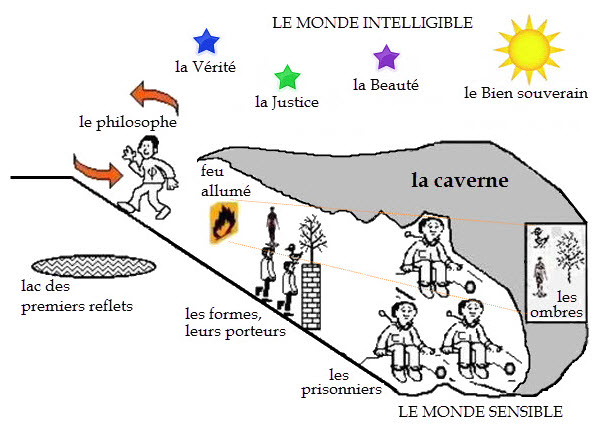 LE MONDE INTELLIGIBLE
la Vérité
la Justice
la Beauté
le Bien souverain
le philosophe
feu
allumé
la caverne
lac des
premiers reflets
les formes,
leurs porteurs
les
ombres
les
prisonniers
LE MONDE SENSIBLE